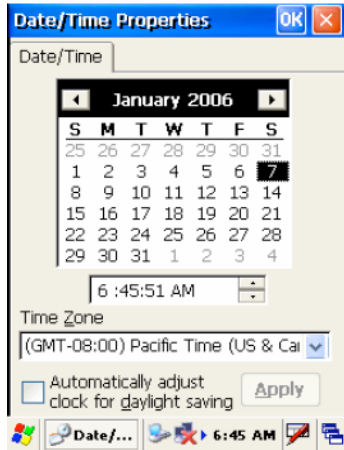 Date/Time Properties OK
Date/Time
January 2006
S M T W T F S
25 26 27 28 29 30 31
1 2 3 4 5 6 7
8 9 10 11 12 13 14
15 16 17 18 19 20 21
22 23 24 25 26 27 28
29 30 31 1 2 3 4
6 :45:51 AM
Time Zone
(GMT-08:00) Pacific Time (US & Ca
Automatically adjust
clock for daylight saving
Apply
Date/... 6:45 AM